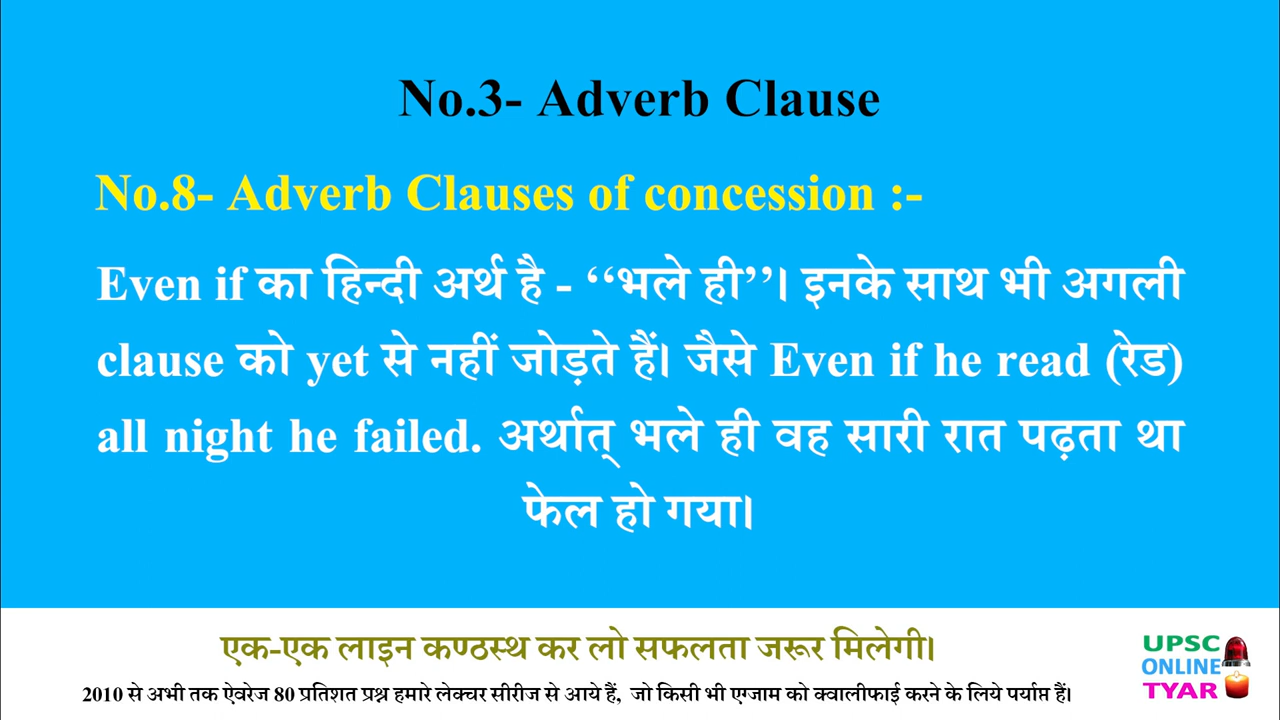 No.3- Adverb Clause
No.8- Adverb Clauses of concession :-
Even if का हिन्दी अर्थ है - ‘‘भले ही’’। इनके साथ भी अगली
clause को yet से नहीं जोड़ते हैं। जैसे Even if he read (रेड)
all night he failed. अर्थात् भले ही वह सारी रात पढ़ता था
फेल हो गया।
एक-एक लाइन कण्ठस्थ कर लो सफलता जरूर मिलेगी।
2010 से अभी तक ऐवरेज 80 प्रतिशत प्रश्न हमारे लेक्चर सीरीज से आये हैं, जो किसी भी एग्जाम को क्वालीफाई करने के लिये पर्याप्त हैं।
UPSC
ONLINE
TYAR